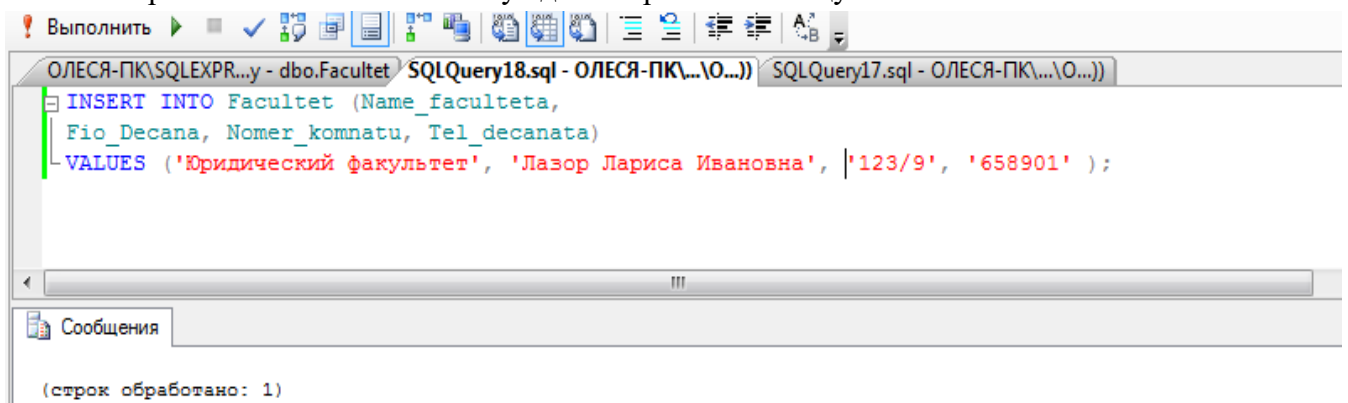 Выполнить
ОЛЕСЯ-ПК\SQLEXPR...y - dbo.Facultet SQLQuery18.sql - ОЛЕСЯ-ПК\...\О...)) SQLQuery17.sql - ОЛЕСЯ-ПК\...\О...))
INSERT INTO Facultet (Name_faculteta,
Fio_Decana, Nomer_komnatu, Tel_decanata)
VALUES ('Юридический факультет', 'Лазор Лариса Ивановна', '123/9', '658901' );
Сообщения
(строк обработано: 1)